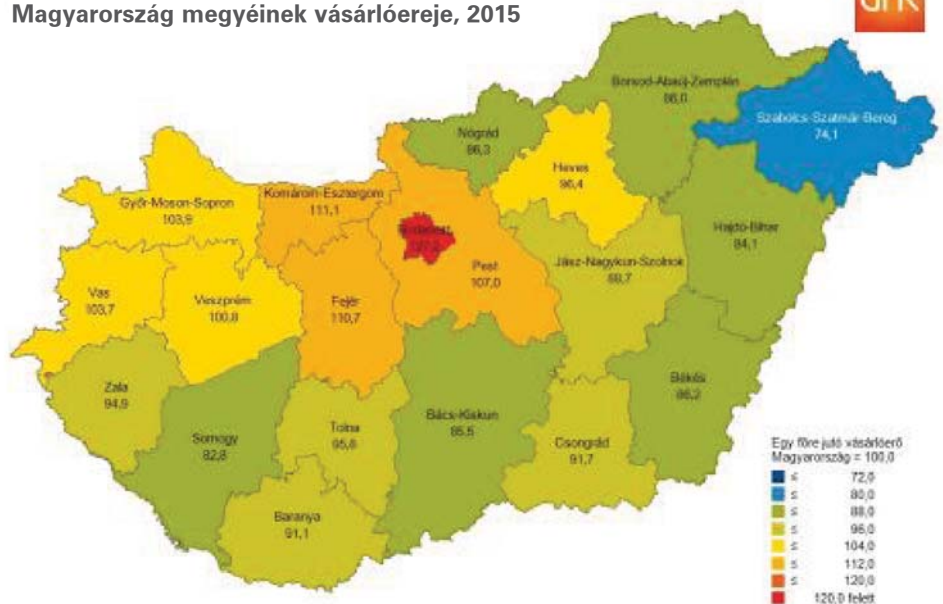 Magyarország megyéinek vásárlóereje, 2015
GfK
Borsod-Abaúj-Zemplén
86,0
Szabolcs-Szatmár-Bereg
74,1
Nógrád
86,3
Heves
96,4
Komárom-Esztergom
111,1
Győr-Moson-Sopron
103,9
Hajdú-Bihar
84,1
Budapest
Pest
107,0
Jász-Nagykun-Szolnok
88,7
Vas
103,7
Veszprém
100,8
Fejér
110,7
Zala
94,9
Békés
86,2
Somogy
82,8
Tolna
95,8
Bács-Kiskun
85,5
Csongrád
91,7
Baranya
91,1
Egy főre jutó vásárlóerő
Magyarország = 100,0
≤ 72,0
≤ 80,0
≤ 88,0
≤ 96,0
≤ 104,0
≤ 112,0
≤ 120,0
120,0 felett